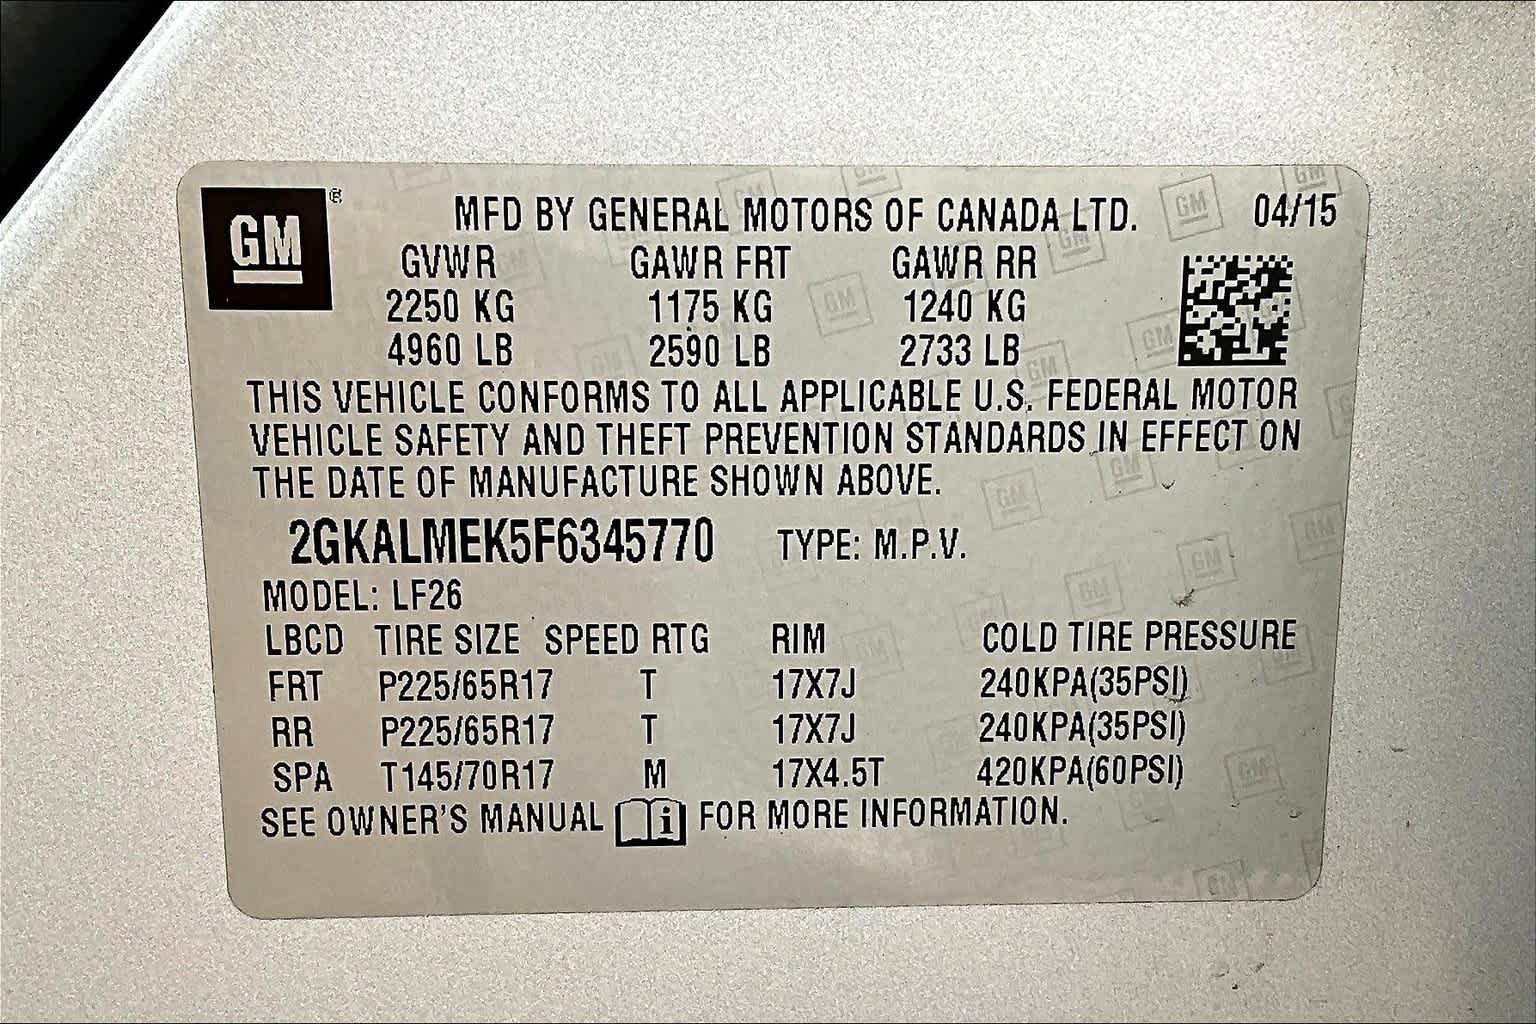 GM ®
MFD BY GENERAL MOTORS OF CANADA LTD. 04/15
GVWR GAWR FRT GAWR RR
2250 KG 1175 KG 1240 KG
4960 LB 2590 LB 2733 LB
THIS VEHICLE CONFORMS TO ALL APPLICABLE U.S. FEDERAL MOTOR
VEHICLE SAFETY AND THEFT PREVENTION STANDARDS IN EFFECT ON
THE DATE OF MANUFACTURE SHOWN ABOVE.
2GKALMEK5F6345770 TYPE: M.P.V.
MODEL: LF26
LBCD TIRE SIZE SPEED RTG RIM COLD TIRE PRESSURE
FRT P225/65R17 T 17X7J 240KPA(35PSI)
RR P225/65R17 T 17X7J 240KPA(35PSI)
SPA T145/70R17 M 17X4.5T 420KPA(60PSI)
SEE OWNER'S MANUAL i FOR MORE INFORMATION.